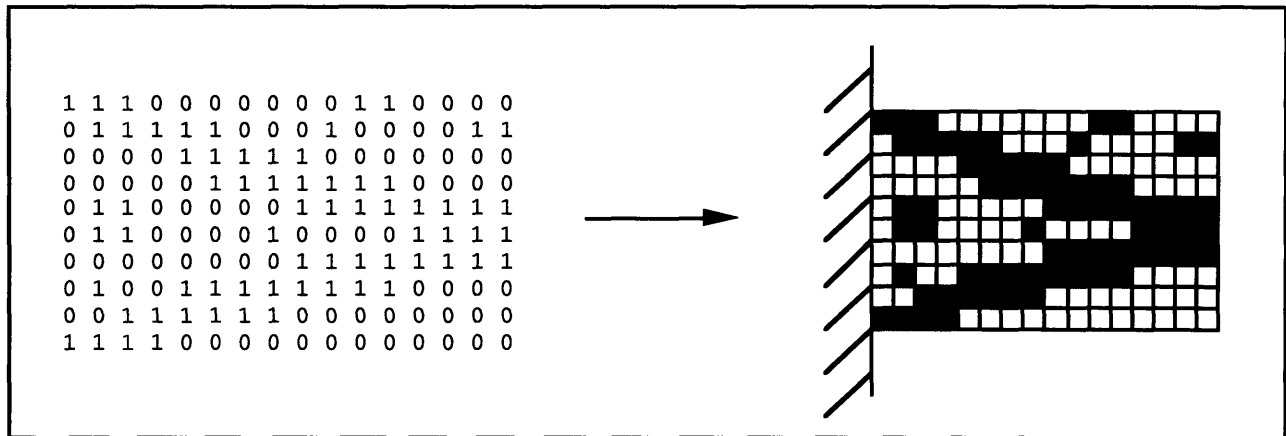 1 1 1 0 0 0 0 0 0 0 1 1 0 0 0 0
0 1 1 1 1 1 0 0 0 1 0 0 0 0 1 1
0 0 0 0 1 1 1 1 1 0 0 0 0 0 0 0
0 0 0 0 0 1 1 1 1 1 1 1 0 0 0 0
0 1 1 0 0 0 0 0 1 1 1 1 1 1 1 1
0 1 1 0 0 0 0 1 0 0 0 0 1 1 1 1
0 0 0 0 0 0 0 0 1 1 1 1 1 1 1 1
0 1 0 0 1 1 1 1 1 1 1 1 0 0 0 0
0 0 1 1 1 1 1 1 0 0 0 0 0 0 0 0
1 1 1 1 0 0 0 0 0 0 0 0 0 0 0 0